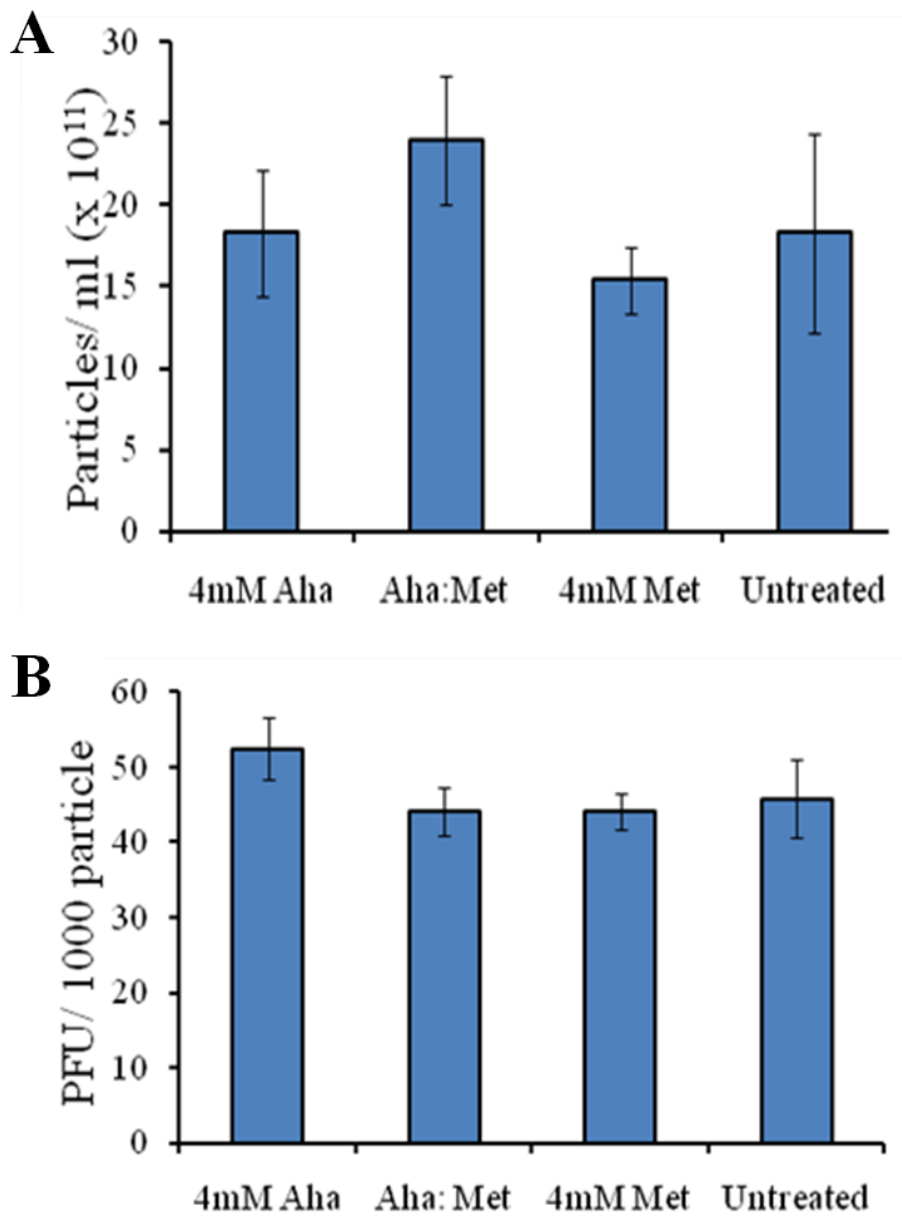 A
Particles/ ml (x 10¹¹)
30
25
20
15
10
5
0
4mM Aha Aha:Met 4mM Met Untreated
B
PFU/ 1000 particle
60
50
40
30
20
10
0
4mM Aha Aha: Met 4mM Met Untreated